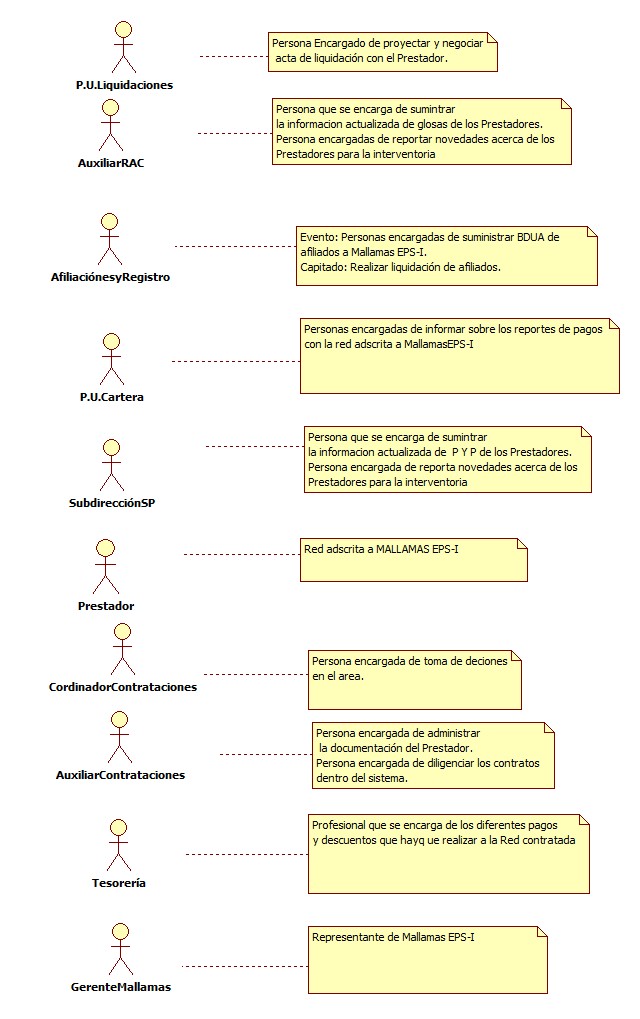 Persona Encargado de proyectar y negociar
acta de liquidación con el Prestador.
P.U.Liquidaciones
Persona que se encarga de sumintrar
la informacion actualizada de glosas de los Prestadores.
Persona encargadas de reportar novedades acerca de los
Prestadores para la interventoria
AuxiliarRAC
Evento: Personas encargadas de suministrar BDUA de
afiliados a Mallamas EPS-I.
Capitado: Realizar liquidación de afiliados.
AfiliaciónesyRegistro
Personas encargadas de informar sobre los reportes de pagos
con la red adscrita a MallamasEPS-I
P.U.Cartera
Persona que se encarga de sumintrar
la informacion actualizada de P Y P de los Prestadores.
Persona encargada de reporta novedades acerca de los
Prestadores para la interventoria
SubdirecciónSP
Red adscrita a MALLAMAS EPS-I
Prestador
Persona encargada de toma de deciones
en el area.
CordinadorContrataciones
Persona encargada de administrar
la documentación del Prestador.
Persona encargada de diligenciar los contratos
dentro del sistema.
AuxiliarContrataciones
Profesional que se encarga de los diferentes pagos
y descuentos que hayq ue realizar a la Red contratada
Tesorería
Representante de Mallamas EPS-I
GerenteMallamas